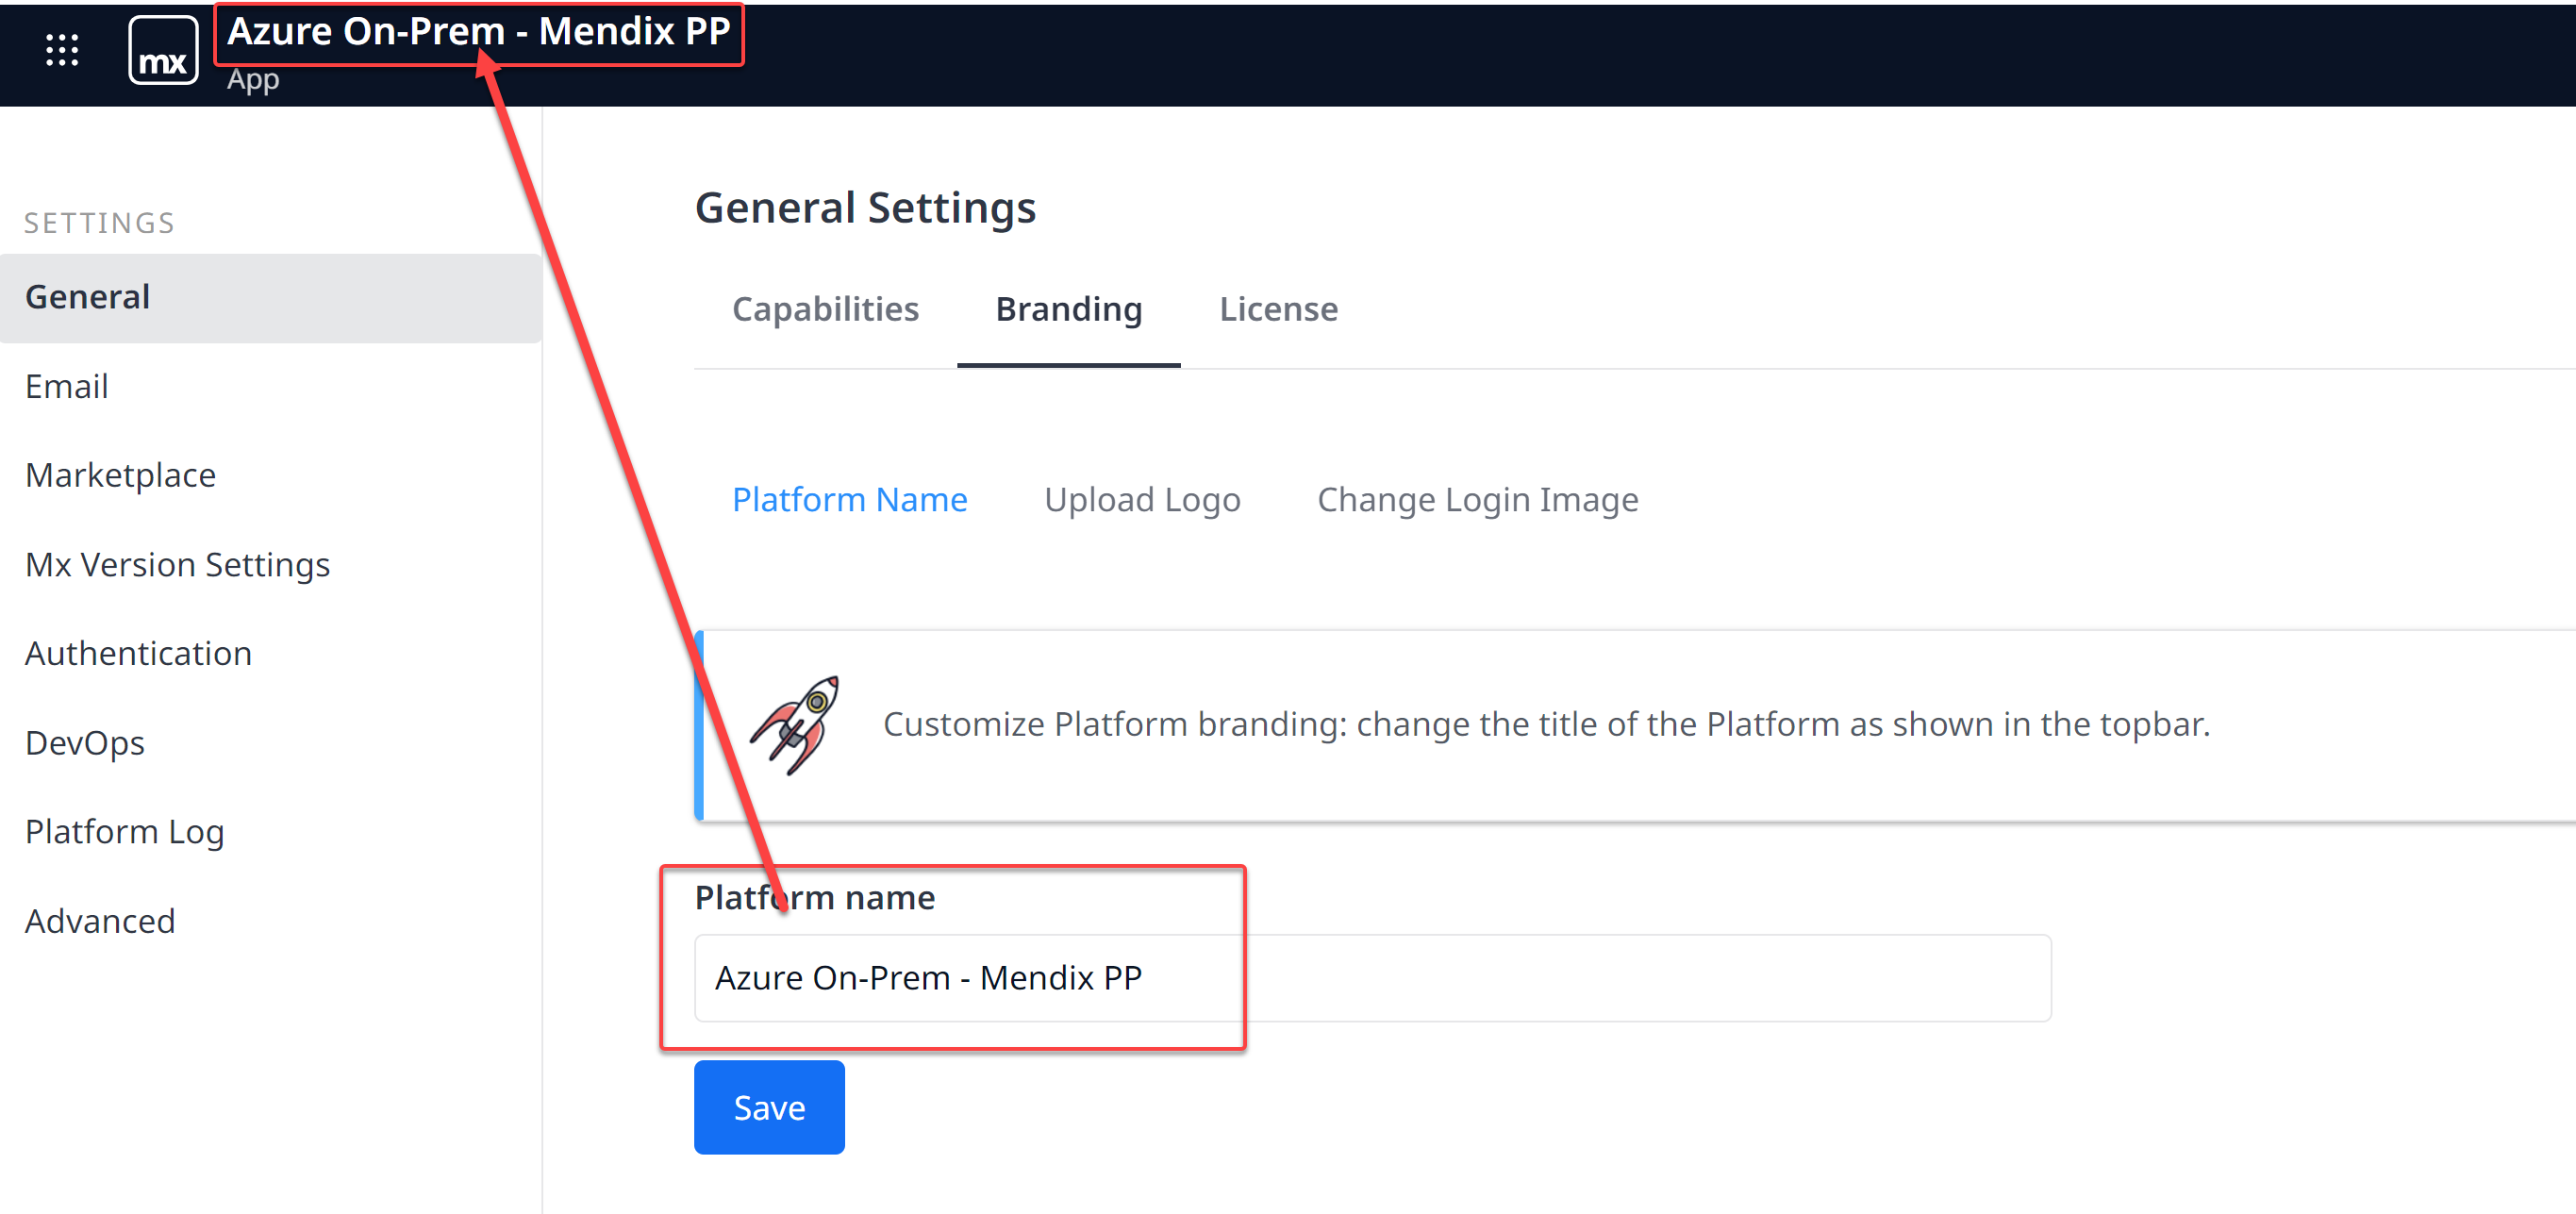 mx
Azure On-Prem - Mendix PP
App
SETTINGS
General
Email
Marketplace
Mx Version Settings
Authentication
DevOps
Platform Log
Advanced
General Settings
Capabilities Branding License
Platform Name Upload Logo Change Login Image
Customize Platform branding: change the title of the Platform as shown in the topbar.
Platform name
Azure On-Prem - Mendix PP
Save